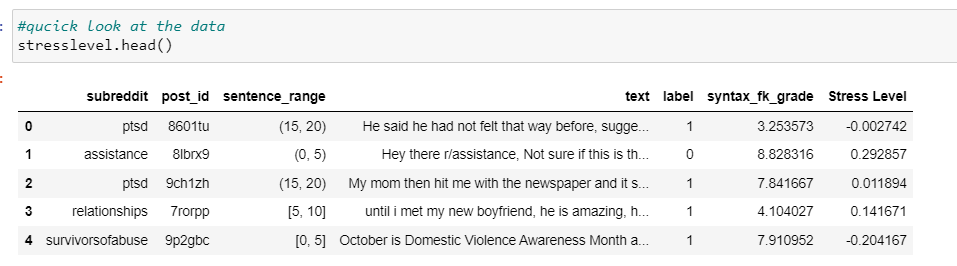 #qucick look at the data
stresslevel.head()
subreddit post_id sentence_range text label syntax_fk_grade Stress Level
0 ptsd 8601tu (15, 20) He said he had not felt that way before, sugge... 1 3.253573 -0.002742
1 assistance 8lbrx9 (0, 5) Hey there r/assistance, Not sure if this is th... 0 8.828316 0.292857
2 ptsd 9ch1zh (15, 20) My mom then hit me with the newspaper and it s... 1 7.841667 0.011894
3 relationships 7rorpp [5, 10] until i met my new boyfriend, he is amazing, h... 1 4.104027 0.141671
4 survivorsofabuse 9p2gbc [0, 5] October is Domestic Violence Awareness Month a... 1 7.910952 -0.204167